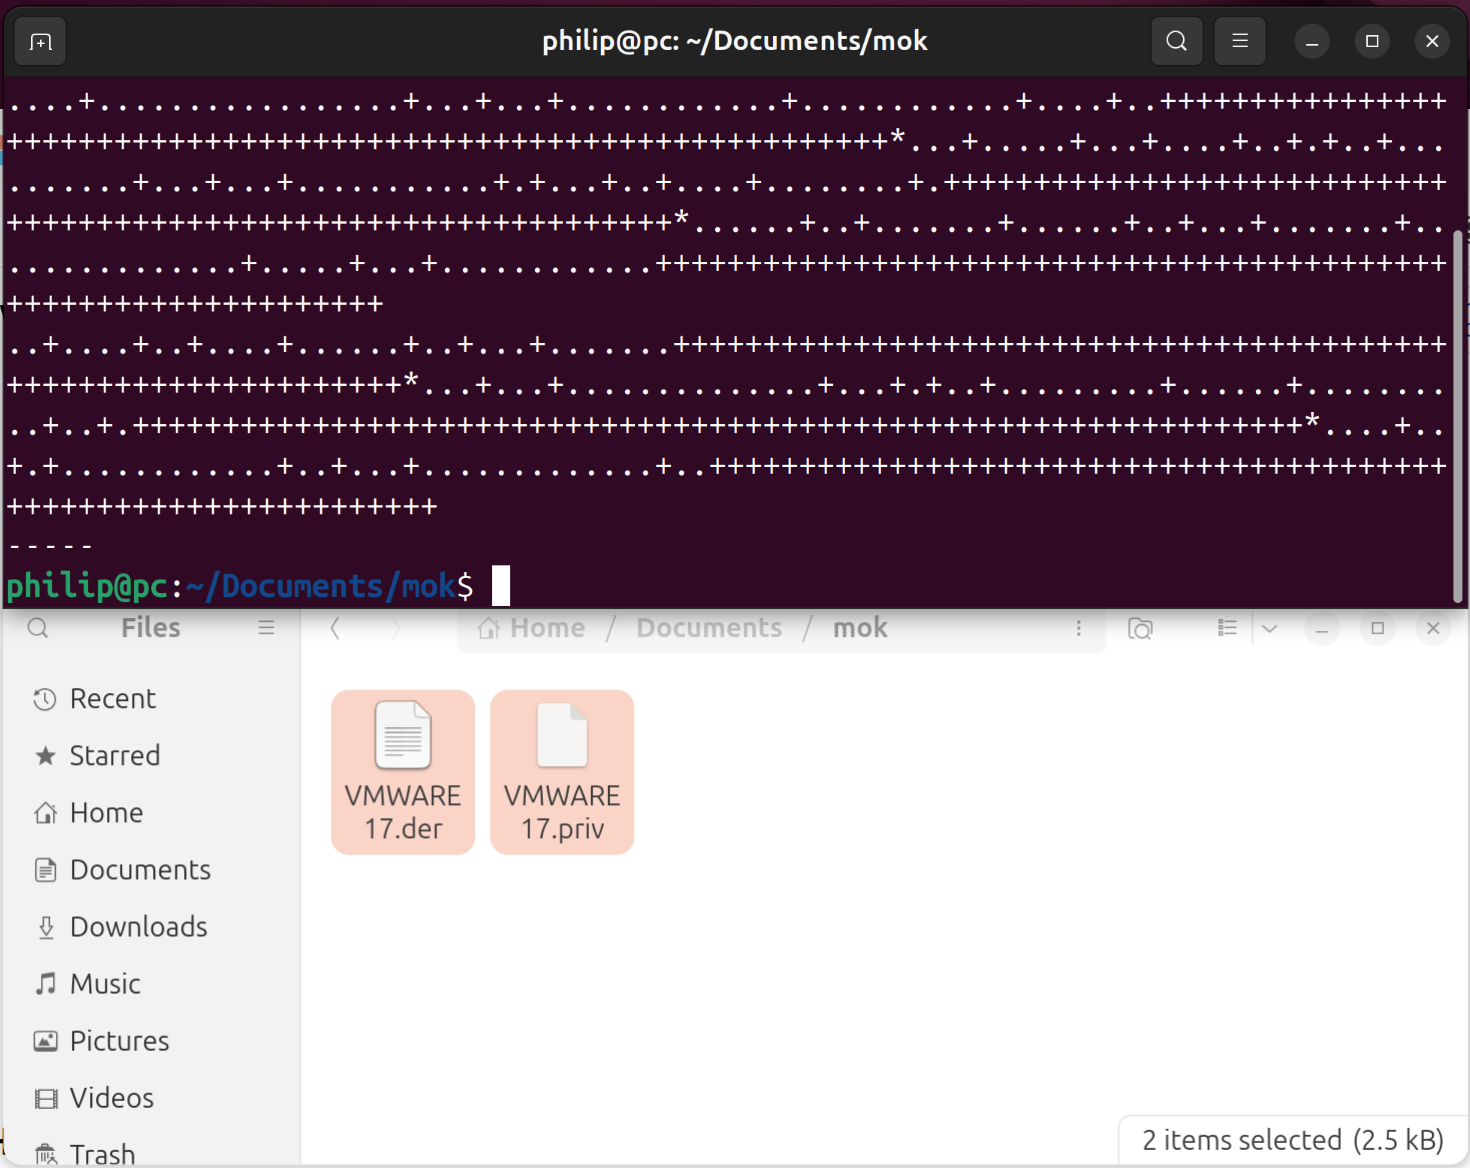 philip@pc: ~/Documents/mok
....+.................+...+...+............+............+....+..++++++++++++++++
+++++++++++++++++++++++++++++++++++++++++++++++++*...+.....+...+....+..+.+..+...
.......+...+...+...........+.+...+..+....+........+.++++++++++++++++++++++++++++
+++++++++++++++++++++++++++++++++++++*......+..+.......+......+..+...+.......+..
.............+.....+...+............++++++++++++++++++++++++++++++++++++++++++++
+++++++++++++++++++++
..+....+..+....+......+..+...+.......+++++++++++++++++++++++++++++++++++++++++++
++++++++++++++++++++++*...+...+..............+...+.+..+.........+......+........
..+..+.+++++++++++++++++++++++++++++++++++++++++++++++++++++++++++++++++*....+..
+.+............+..+...+.............+..+++++++++++++++++++++++++++++++++++++++++
++++++++++++++++++++++++
-----
philip@pc:~/Documents/mok$
Files
Home / Documents / mok
Recent
Starred
Home
Documents
Downloads
Music
Pictures
Videos
Trash
VMWARE
17.der
VMWARE
17.priv
2 items selected (2.5 kB)